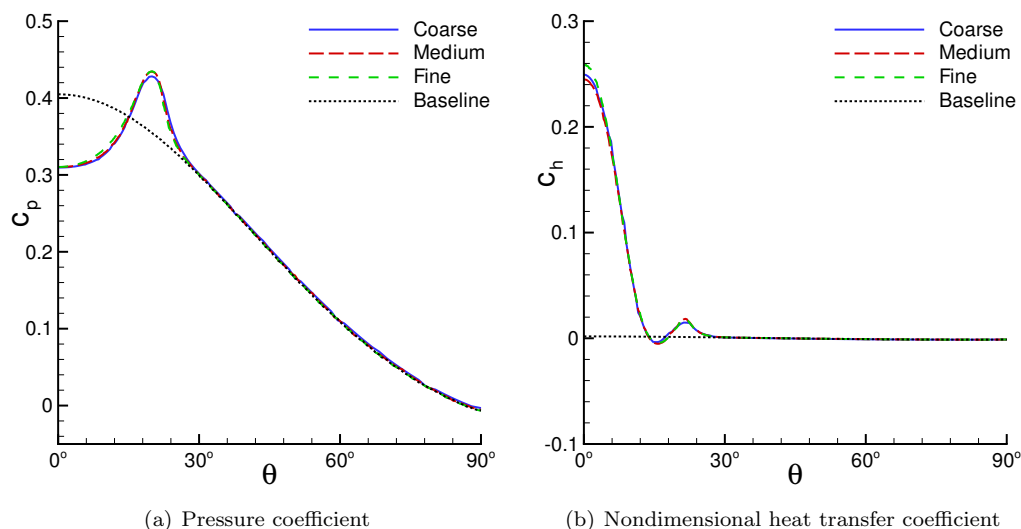 0.5
0.4
0.3
0.2
0.1
0
c_p
Coarse
Medium
Fine
Baseline
0° 30° 60° 90°
θ
(a) Pressure coefficient
0.3
0.2
0.1
0
-0.1
c_h
Coarse
Medium
Fine
Baseline
0° 30° 60° 90°
θ
(b) Nondimensional heat transfer coefficient